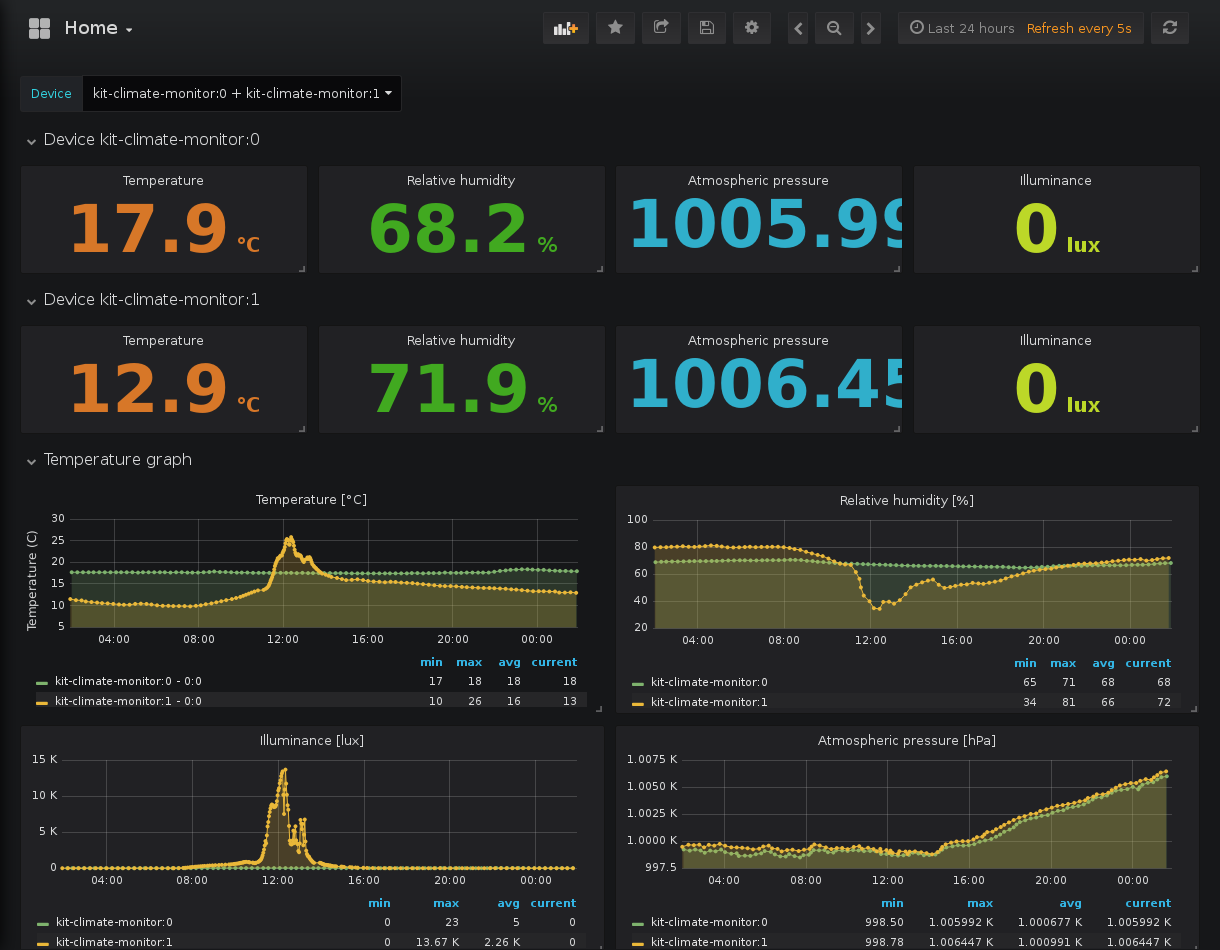 Home
Last 24 hours Refresh every 5s
Device kit-climate-monitor:0 + kit-climate-monitor:1
Device kit-climate-monitor:0
Temperature Relative humidity Atmospheric pressure Illuminance
17.9 °C 68.2 % 1005.99 0 lux
Device kit-climate-monitor:1
Temperature Relative humidity Atmospheric pressure Illuminance
12.9 °C 71.9 % 1006.45 0 lux
Temperature graph
Temperature [°C]
Temperature (C)
30
25
20
15
10
5
04:00 08:00 12:00 16:00 20:00 00:00
min max avg current
kit-climate-monitor:0 - 0:0 17 18 18 18
kit-climate-monitor:1 - 0:0 10 26 16 13
Relative humidity [%]
100
80
60
40
20
04:00 08:00 12:00 16:00 20:00 00:00
min max avg current
kit-climate-monitor:0 65 71 68 68
kit-climate-monitor:1 34 81 66 72
Illuminance [lux]
15 K
10 K
5 K
0
04:00 08:00 12:00 16:00 20:00 00:00
min max avg current
kit-climate-monitor:0 0 23 5 0
kit-climate-monitor:1 0 13.67 K 2.26 K 0
Atmospheric pressure [hPa]
1.0075 K
1.0050 K
1.0025 K
1.0000 K
997.5
04:00 08:00 12:00 16:00 20:00 00:00
min max avg current
kit-climate-monitor:0 998.50 1.005992 K 1.000677 K 1.005992 K
kit-climate-monitor:1 998.78 1.006447 K 1.000991 K 1.006447 K